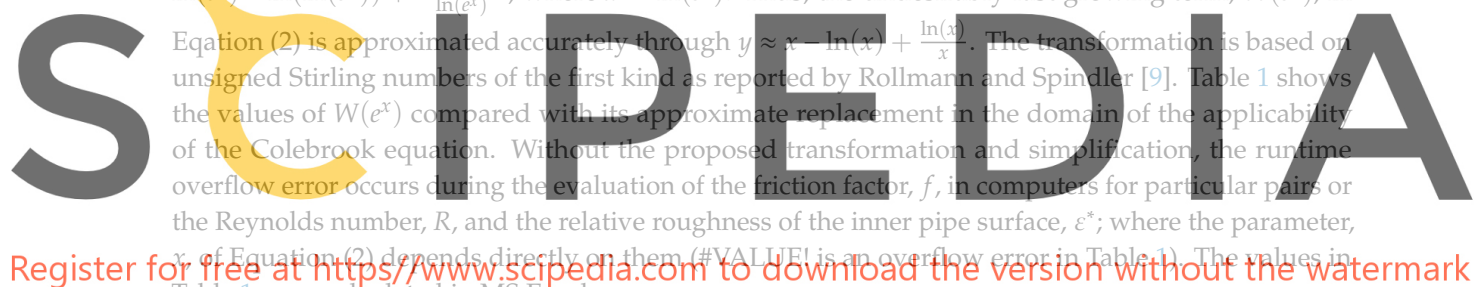 ln(eˣ)
Eqation (2) is approximated accurately through y ≈ x − ln(x) + ln(x)/x. The transformation is based on
unsigned Stirling numbers of the first kind as reported by Rollmann and Spindler [9]. Table 1 shows
the values of W(eˣ) compared with its approximate replacement in the domain of the applicability
of the Colebrook equation. Without the proposed transformation and simplification, the runtime
overflow error occurs during the evaluation of the friction factor, f, in computers for particular pairs or
the Reynolds number, R, and the relative roughness of the inner pipe surface, ε*; where the parameter,
x, of Equation (2) depends directly on them (#VALUE! is an overflow error in Table 1). The values in
SCIPEDIA
Register for free at https://www.scipedia.com to download the version without the watermark